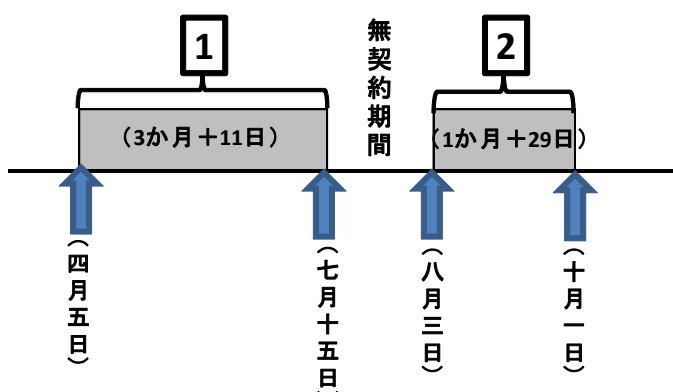 1
無契約期間
2
(3か月+11日)
(1か月+29日)
(四月五日)
(七月十五日)
(八月三日)
(十月一日)